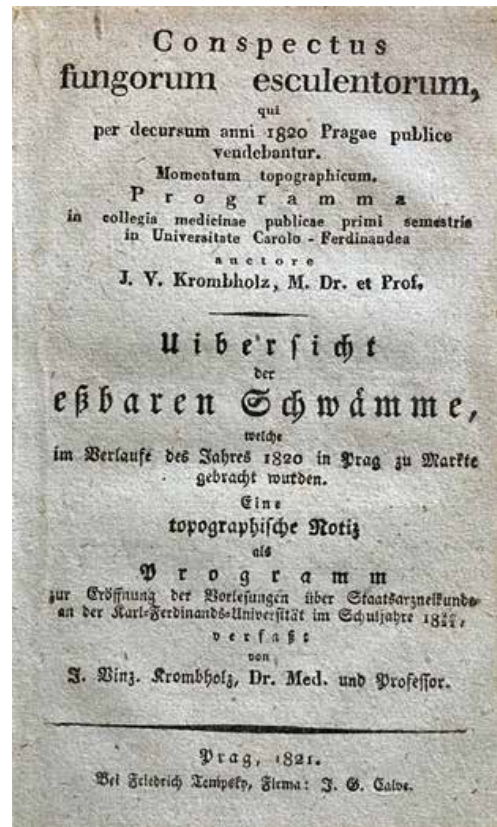 Conspectus
fungorum esculentorum,
qui
per decursum anni 1820 Pragae publice
vendebantur.
Momentum topographicum.
Programma
in collegia medicinae publicae primi semestris
in Universitate Carolo - Ferdinandea
auctore
J. V. Krombholz, M. Dr. et Prof.
Uibersicht
der
eßbaren Schwämme,
welche
im Verlaufe des Jahres 1820 in Prag zu Markte
gebracht wurden.
Eine
topographische Notiz
als
Programm
zur Eröffnung der Vorlesungen über Staatsarzneikunde
an der Karl-Ferdinands-Universität im Schuljahre
verfaßt
von
J. Vinz. Krombholz, Dr. Med. und Professor.
Prag, 1821.
Bei Friedrich Tempsky, Firma: J. G. Calve.